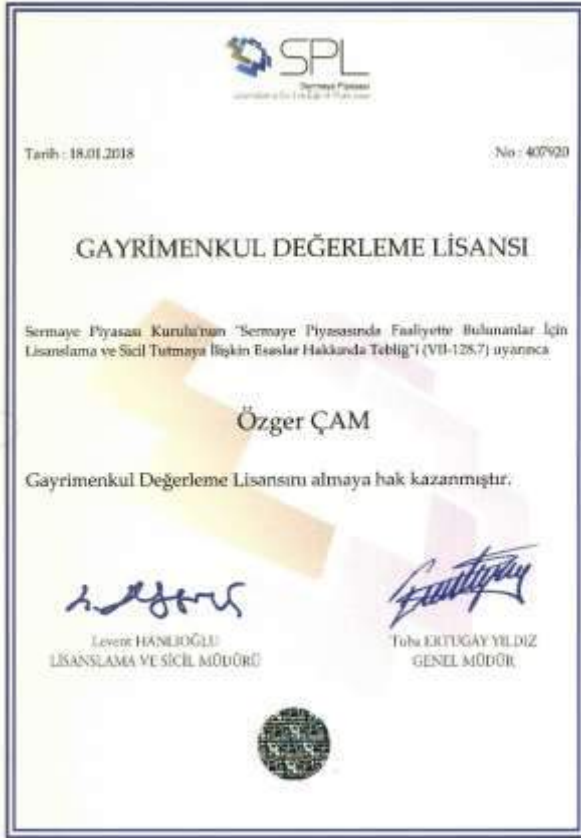 SPL
Sermaye Piyasası
Tarih : 18.01.2018
No : 407920
GAYRİMENKUL DEĞERLEME LİSANSI
Sermaye Piyasası Kurulu'nun "Sermaye Piyasasında Faaliyette Bulunanlar İçin
Lisanslama ve Sicil Tutmaya İlişkin Esaslar Hakkında Tebliğ"i (VII-128.7) uyarınca
Özger ÇAM
Gayrimenkul Değerleme Lisansını almaya hak kazanmıştır.
Levent HANLIOĞLU
LİSANSLAMA VE SİCİL MÜDÜRÜ
Tuba ERTUGAY YILDIZ
GENEL MÜDÜR